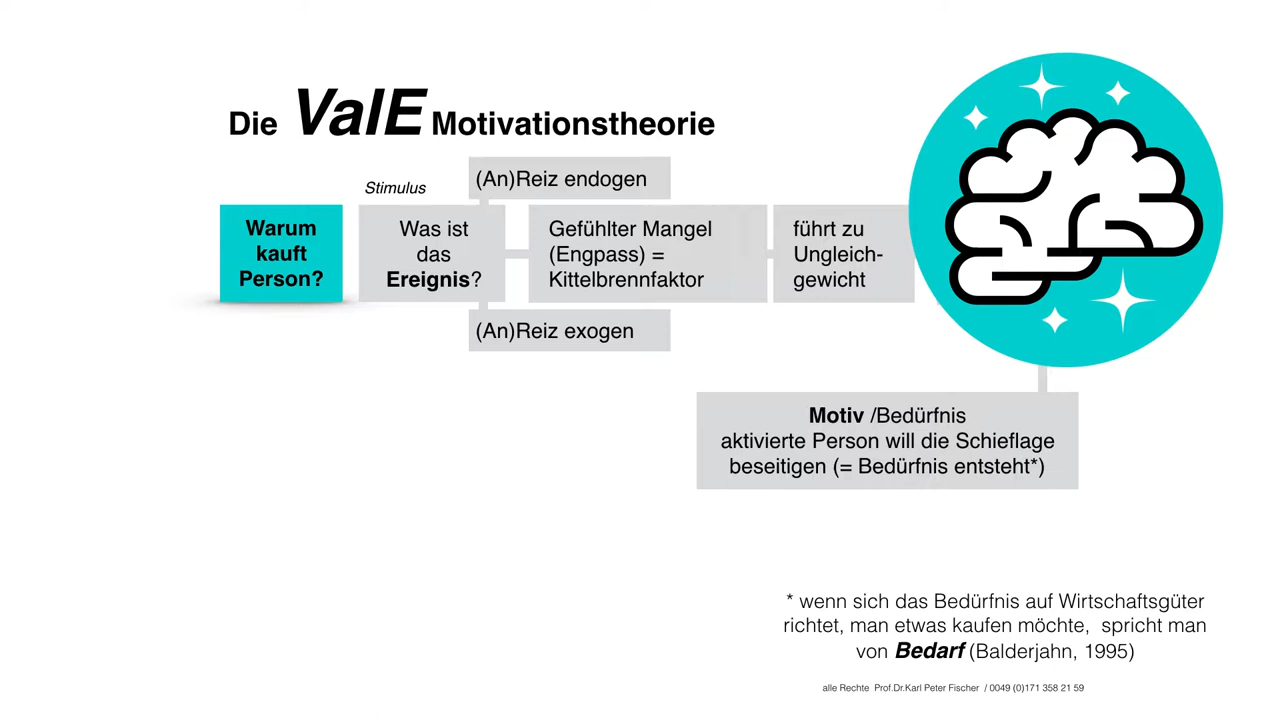 Die ValE Motivationstheorie
Stimulus
(An)Reiz endogen
Warum
kauft
Person?
Was ist
das
Ereignis?
Gefühlter Mangel
(Engpass) =
Kittelbrennfaktor
führt zu
Ungleich-
gewicht
(An)Reiz exogen
Motiv /Bedürfnis
aktivierte Person will die Schieflage
beseitigen (= Bedürfnis entsteht*)
* wenn sich das Bedürfnis auf Wirtschaftsgüter
richtet, man etwas kaufen möchte, spricht man
von Bedarf (Balderjahn, 1995)
alle Rechte Prof.Dr.Karl Peter Fischer / 0049 (0)171 358 21 59